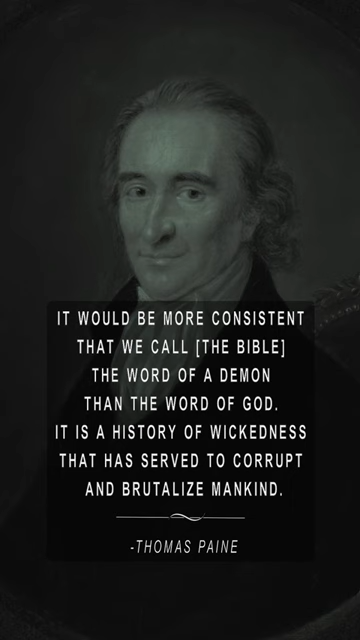 IT WOULD BE MORE CONSISTENT
THAT WE CALL [THE BIBLE]
THE WORD OF A DEMON
THAN THE WORD OF GOD.
IT IS A HISTORY OF WICKEDNESS
THAT HAS SERVED TO CORRUPT
AND BRUTALIZE MANKIND.
-THOMAS PAINE